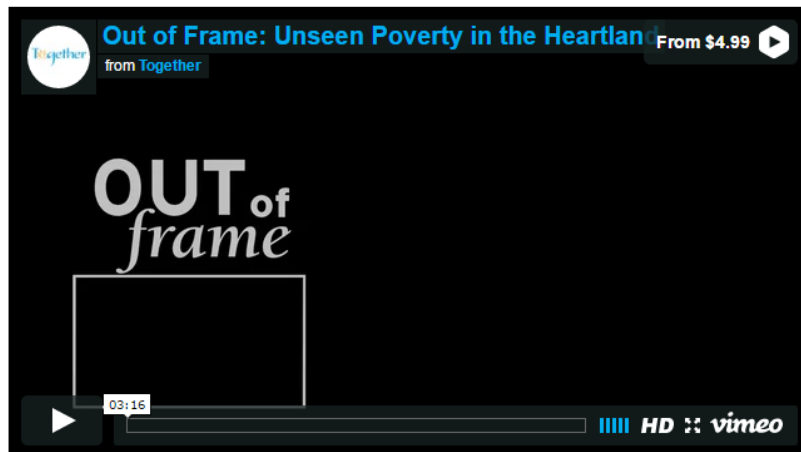 Together
Out of Frame: Unseen Poverty in the Heartland
From $4.99
from Together
OUT of
frame
03:16
HD vimeo